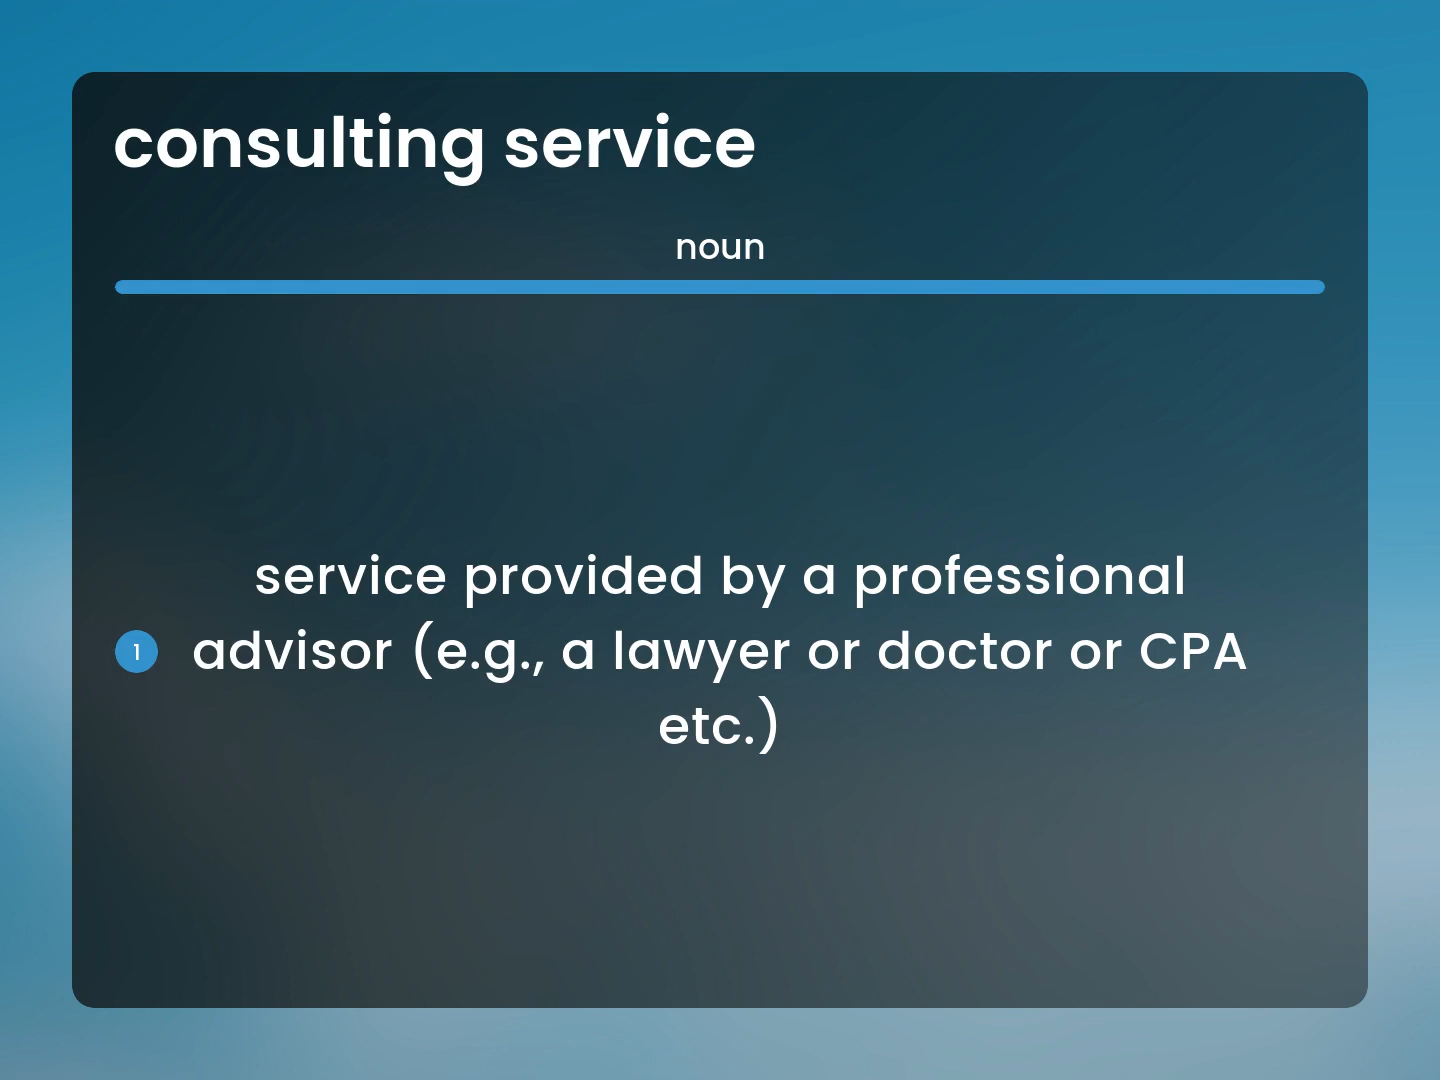 consulting service
noun
service provided by a professional
1 advisor (e.g., a lawyer or doctor or CPA
etc.)